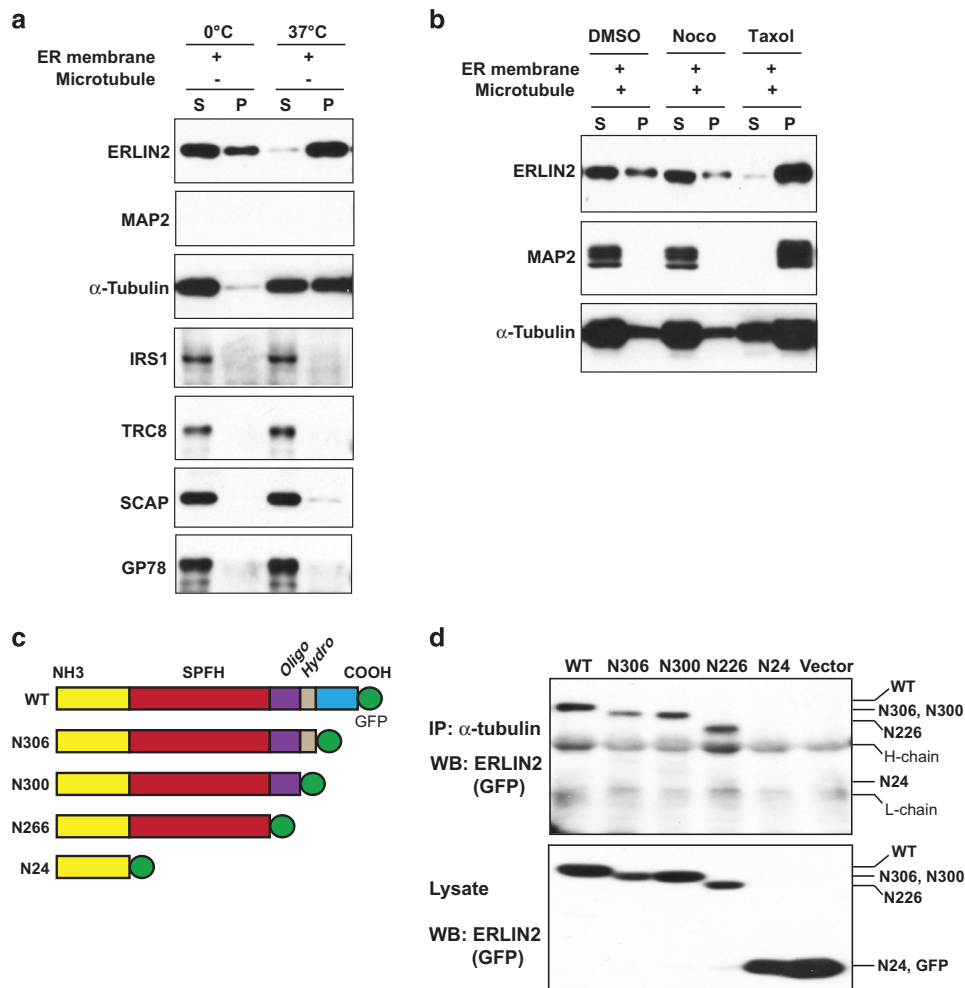 a
0°C 37°C
ER membrane + +
Microtubule - -
S P S P
ERLIN2
MAP2
α-Tubulin
IRS1
TRC8
SCAP
GP78
b
DMSO Noco Taxol
ER membrane + + +
Microtubule + + +
S P S P S P
ERLIN2
MAP2
α-Tubulin
c
NH3 SPFH Oligo Hydro COOH
WT
GFP
N306
N300
N266
N24
d
WT N306 N300 N226 N24 Vector
IP: α-tubulin
WB: ERLIN2
(GFP)
WT
N306, N300
N226
H-chain
N24
L-chain
Lysate
WB: ERLIN2
(GFP)
WT
N306, N300
N226
N24, GFP